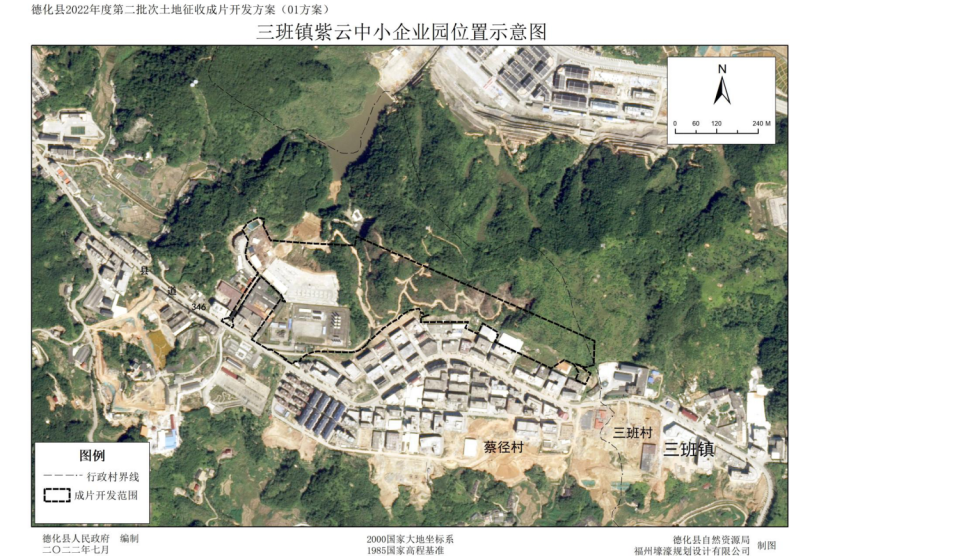 德化县2022年度第二批次土地征收成片开发方案（01方案）
三班镇紫云中小企业园位置示意图
N
0 60 120 240 M
县
道
346
蔡径村
三班村
三班镇
图例
行政村界线
成片开发范围
德化县人民政府 编制
二〇二二年七月
2000国家大地坐标系
1985国家高程基准
德化县自然资源局
福州壕濠规划设计有限公司
制图